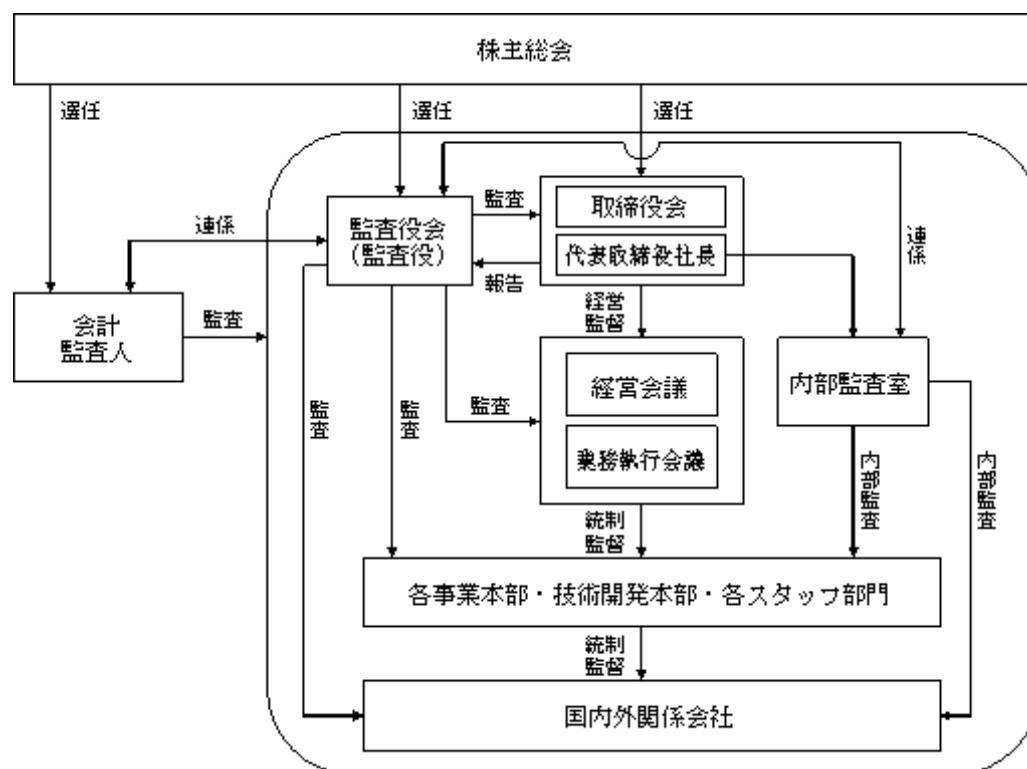 株主総会
選任
選任
選任
監査
取締役会
監査役会
(監査役)
連係
代表取締役社長
連係
報告
会計
監査人
監査
経営
監督
経営会議
内部監査室
監査
監査
監査
業務執行会議
内部監査
内部監査
統制
監督
各事業本部・技術開発本部・各スタッフ部門
統制
監督
国内外関係会社